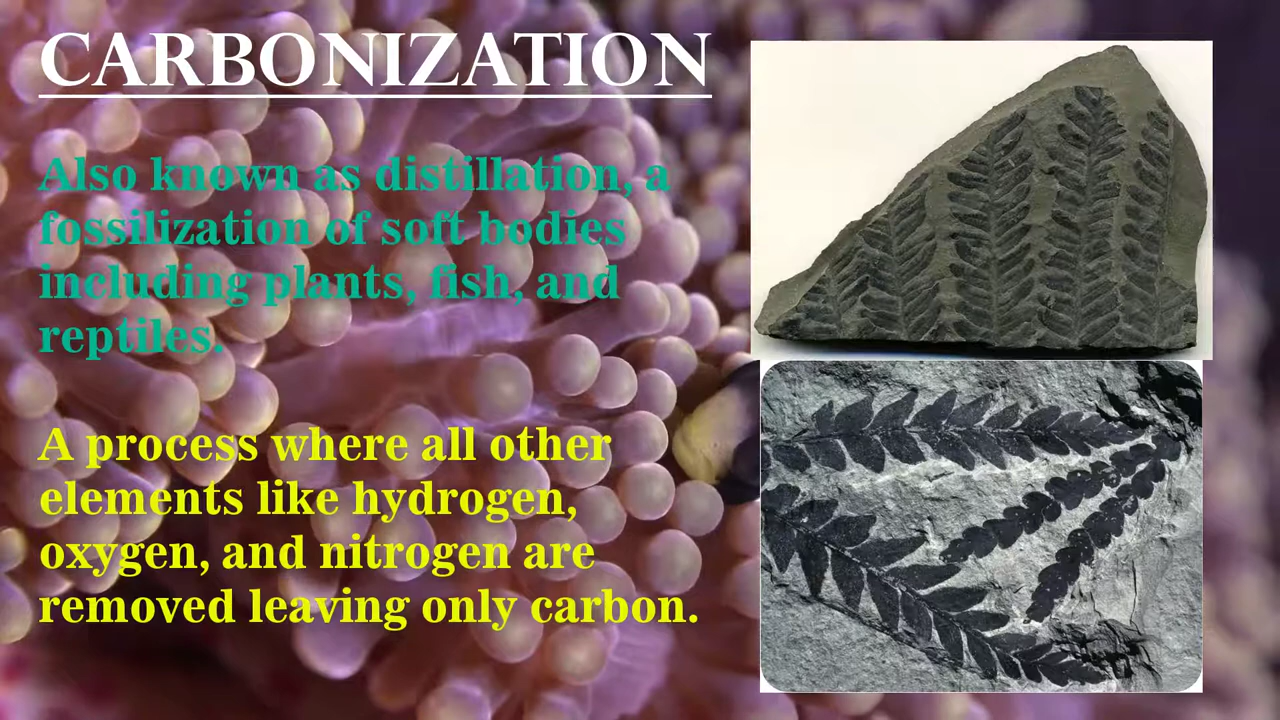 CARBONIZATION
Also known as distillation, a
fossilization of soft bodies
including plants, fish, and
reptiles.
A process where all other
elements like hydrogen,
oxygen, and nitrogen are
removed leaving only carbon.